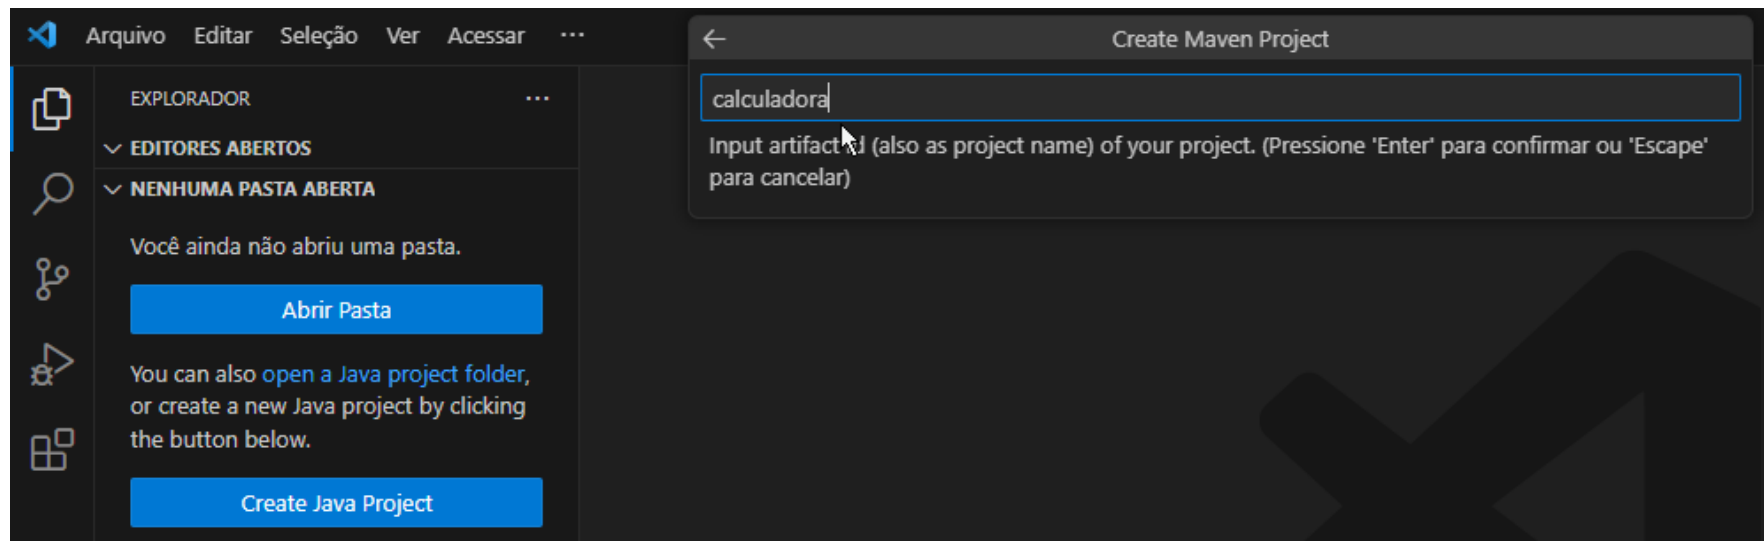 Arquivo Editar Seleção Ver Acessar ···
EXPLORADOR ···
EDITORES ABERTOS
NENHUMA PASTA ABERTA
Você ainda não abriu uma pasta.
Abrir Pasta
You can also open a Java project folder,
or create a new Java project by clicking
the button below.
Create Java Project
Create Maven Project
calculadora
Input artifact id (also as project name) of your project. (Pressione 'Enter' para confirmar ou 'Escape'
para cancelar)